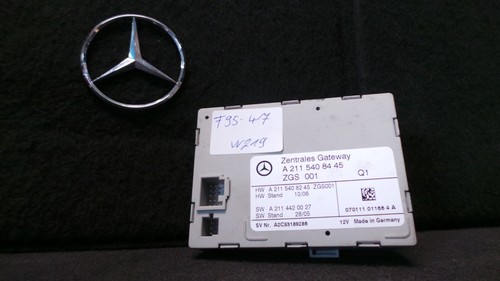 F95-47
W219
Zentrales Gateway
A 211 540 84 45
ZGS 001
Q1
HW A 211 540 82 45 ZGS001
HW Stand 10/06
SW A 211 442 00 27
SW Stand 28/05
070111 01166 4 A
SV Nr. A2C53189286
12V Made in Germany